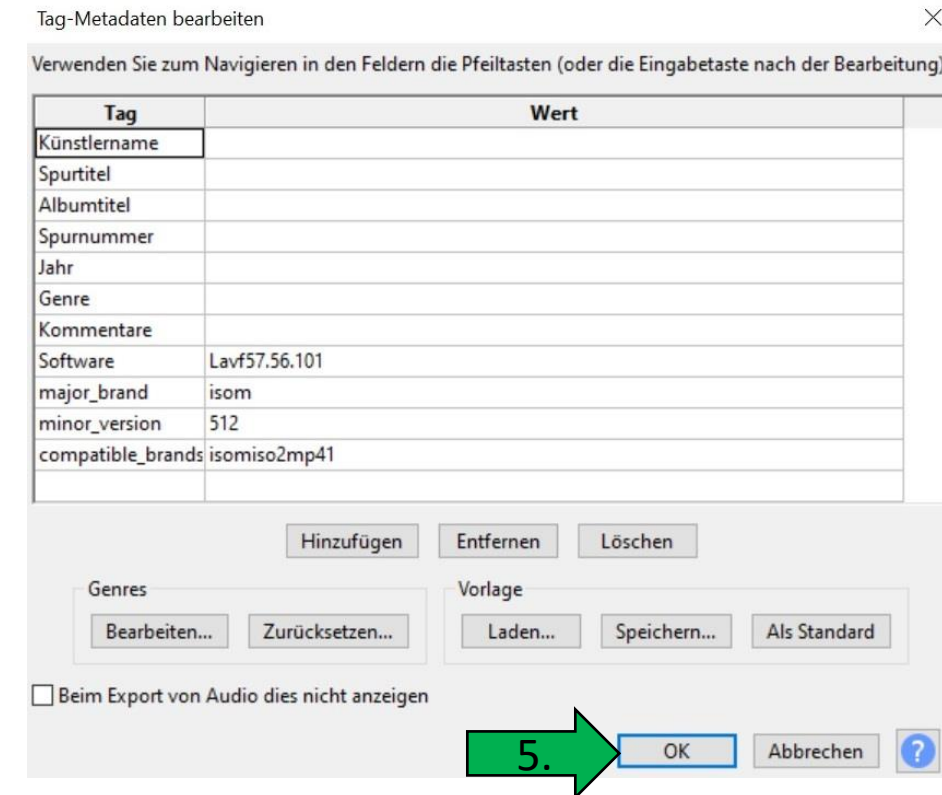 Tag-Metadaten bearbeiten
Verwenden Sie zum Navigieren in den Feldern die Pfeiltasten (oder die Eingabetaste nach der Bearbeitung)
Tag Wert
Künstlername
Spurtitel
Albumtitel
Spurnummer
Jahr
Genre
Kommentare
Software Lavf57.56.101
major_brand isom
minor_version 512
compatible_brands isomiso2mp41
Hinzufügen Entfernen Löschen
Genres Vorlage
Bearbeiten... Zurücksetzen... Laden... Speichern... Als Standard
Beim Export von Audio dies nicht anzeigen
5. OK Abbrechen ?